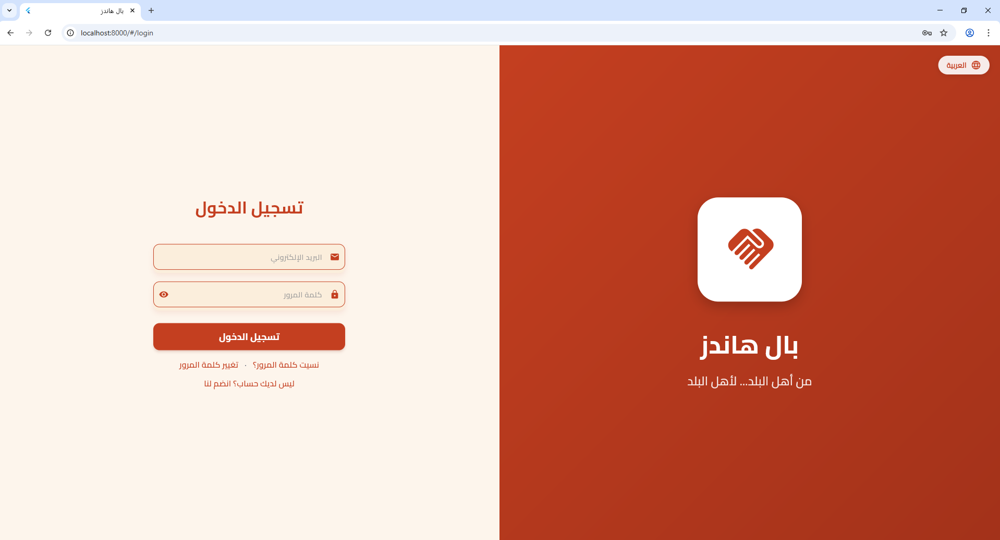 بال هاندز
localhost:8000/#/login
العربية
بال هاندز
من أهل البلد... لأهل البلد
تسجيل الدخول
البريد الإلكتروني
كلمة المرور
تسجيل الدخول
نسيت كلمة المرور؟ · تغيير كلمة المرور
ليس لديك حساب؟ انضم لنا